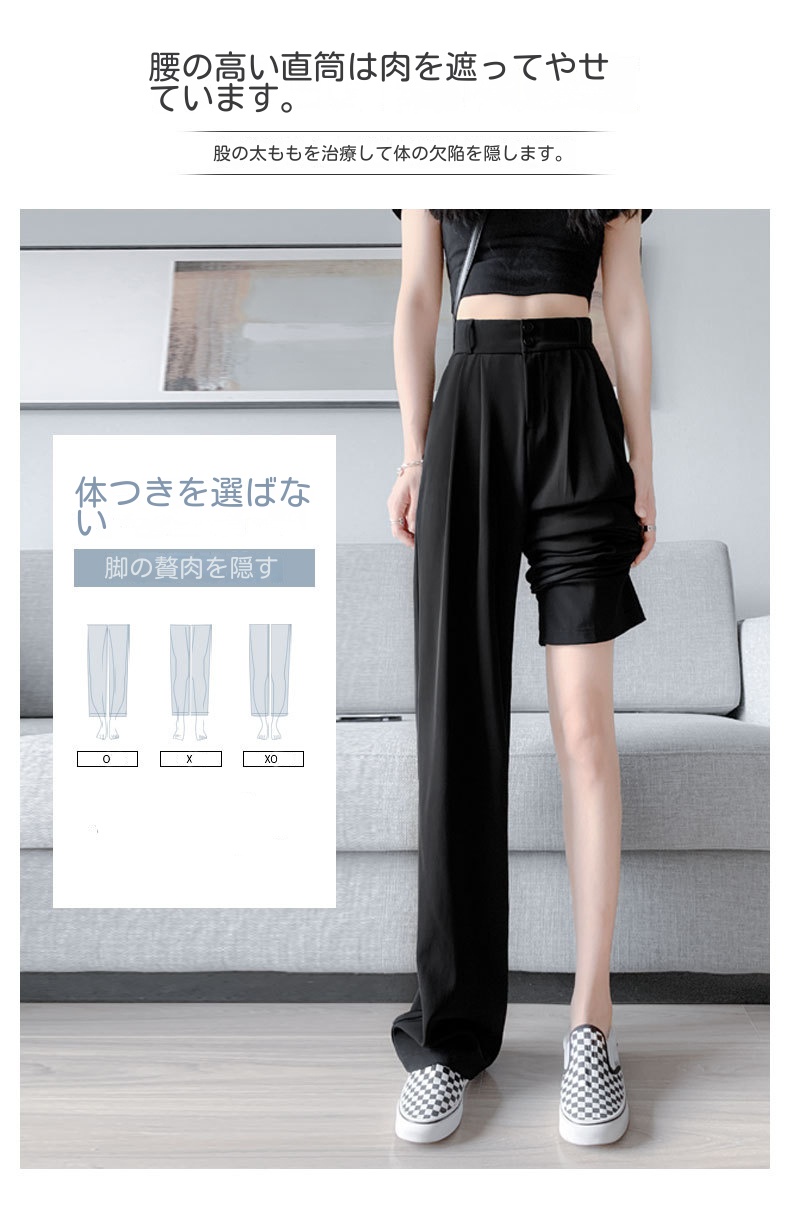 腰の高い直筒は肉を遮ってやせ
ています。
股の太ももを治療して体の欠陥を隠します。
体つきを選ばな
い
脚の贅肉を隠す
O
X
XO